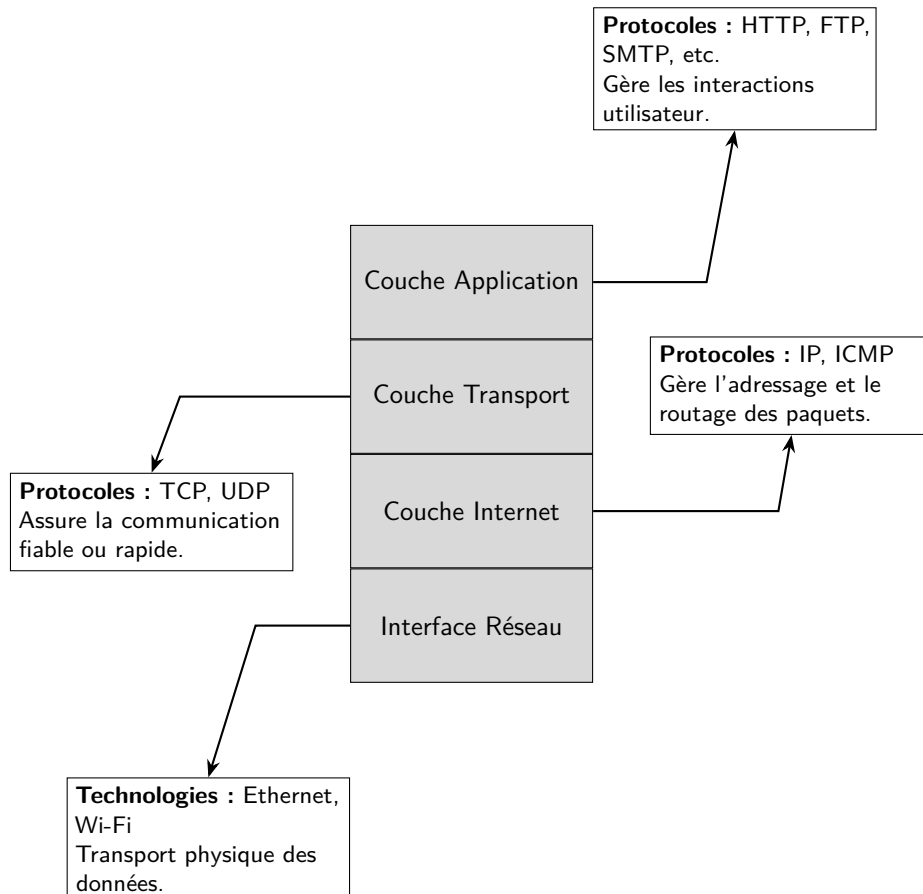 Protocoles : HTTP, FTP,
SMTP, etc.
Gère les interactions
utilisateur.
Couche Application
Protocoles : IP, ICMP
Gère l'adressage et le
routage des paquets.
Couche Transport
Protocoles : TCP, UDP
Assure la communication
fiable ou rapide.
Couche Internet
Interface Réseau
Technologies : Ethernet,
Wi-Fi
Transport physique des
données.